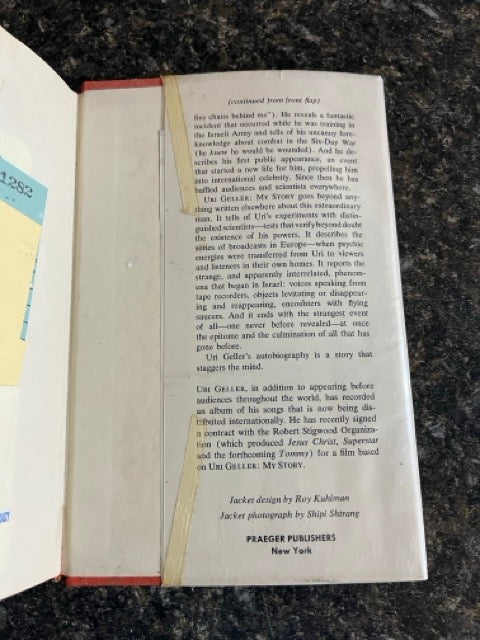 1282
(continued from front flap)
five chairs behind me"). He reveals a fantastic
incident that occurred while he was training in
the Israeli Army and tells of his uncanny fore-
knowledge about combat in the Six-Day War
(he knew he would be wounded). And he de-
scribes his first public appearance, an event
that started a new life for him, propelling him
into international celebrity. Since then he has
baffled audiences and scientists everywhere.
URI GELLER: MY STORY goes beyond any-
thing written elsewhere about this extraordinary
man. It tells of Uri's experiments with distin-
guished scientists—tests that verify beyond doubt
the existence of his powers. It describes the
series of broadcasts in Europe—when psychic
energies were transferred from Uri to viewers
and listeners in their own homes. It reports the
strange, and apparently interrelated, phenom-
ena that began in Israel: voices speaking from
tape recorders, objects levitating or disappear-
ing and reappearing, encounters with flying
saucers. And it ends with the strangest event
of all—one never before revealed—at once
the epitome and the culmination of all that has
gone before.
Uri Geller's autobiography is a story that
staggers the mind.
URI GELLER, in addition to appearing before
audiences throughout the world, has recorded
an album of his songs that is now being dis-
tributed internationally. He has recently signed
a contract with the Robert Stigwood Organiza-
tion (which produced Jesus Christ, Superstar
and the forthcoming Tommy) for a film based
on URI GELLER: MY STORY.
Jacket design by Roy Kuhlman
Jacket photograph by Shipi Shtrang
PRAEGER PUBLISHERS
New York